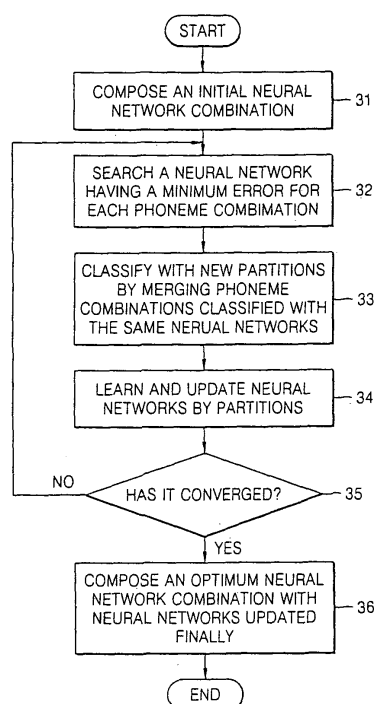 START
COMPOSE AN INITIAL NEURAL
NETWORK COMBINATION
31
SEARCH A NEURAL NETWORK
HAVING A MINIMUM ERROR FOR
EACH PHONEME COMBIMATION
32
CLASSIFY WITH NEW PARTITIONS
BY MERGING PHONEME
COMBINATIONS CLASSIFIED WITH
THE SAME NERUAL NETWORKS
33
LEARN AND UPDATE NEURAL
NETWORKS BY PARTITIONS
34
NO
HAS IT CONVERGED?
35
YES
COMPOSE AN OPTIMUM NEURAL
NETWORK COMBINATION WITH
NEURAL NETWORKS UPDATED
FINALLY
36
END